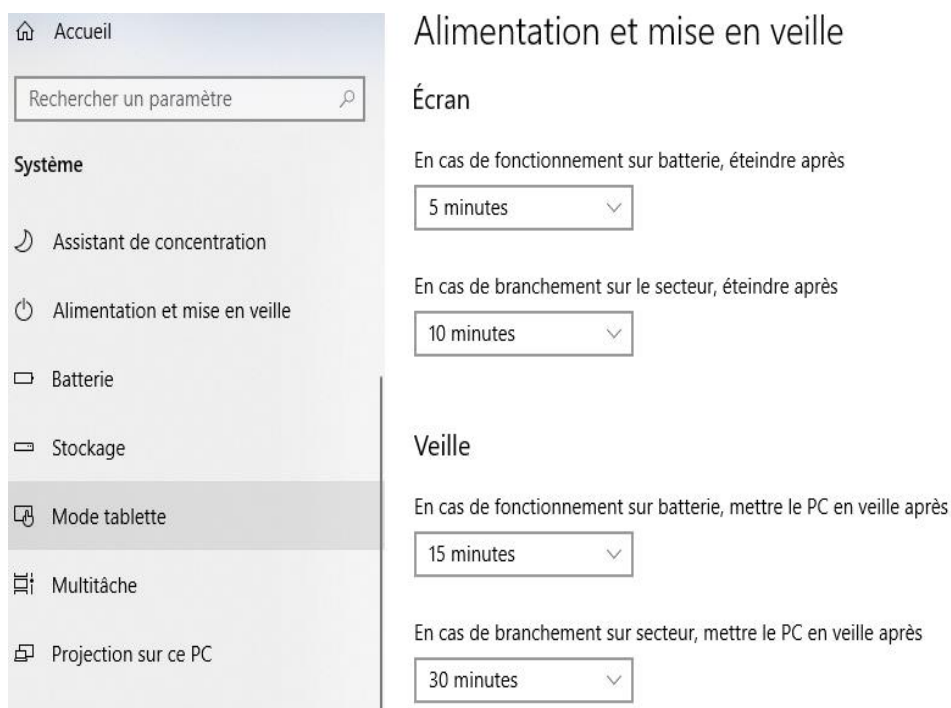 Accueil
Rechercher un paramètre
Système
Assistant de concentration
Alimentation et mise en veille
Batterie
Stockage
Mode tablette
Multitâche
Projection sur ce PC
Alimentation et mise en veille
Écran
En cas de fonctionnement sur batterie, éteindre après
5 minutes
En cas de branchement sur le secteur, éteindre après
10 minutes
Veille
En cas de fonctionnement sur batterie, mettre le PC en veille après
15 minutes
En cas de branchement sur secteur, mettre le PC en veille après
30 minutes